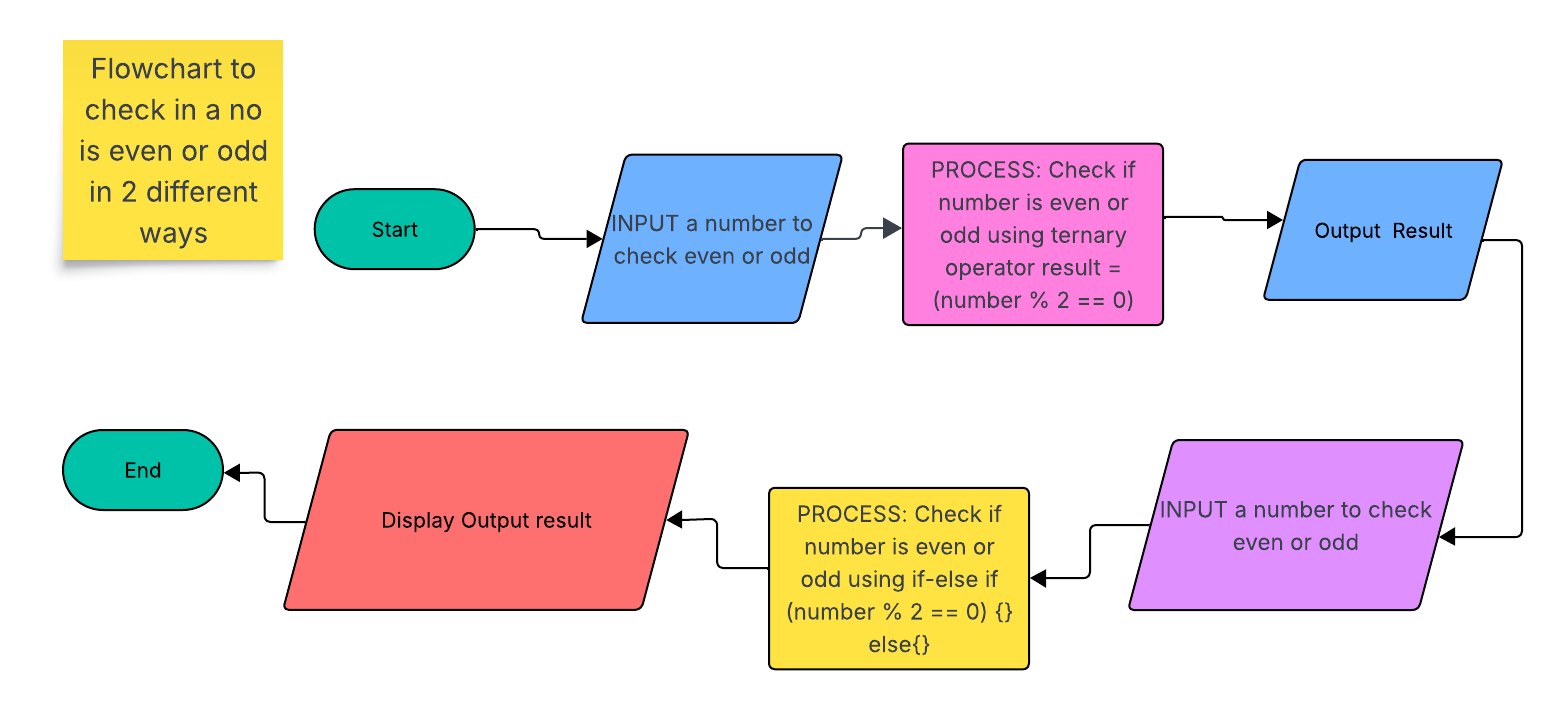 Flowchart to
check in a no
is even or odd
in 2 different
ways
Start
INPUT a number to
check even or odd
PROCESS: Check if
number is even or
odd using ternary
operator result =
(number % 2 == 0)
Output  Result
INPUT a number to check
even or odd
PROCESS: Check if
number is even or
odd using if-else if
(number % 2 == 0) {}
else{}
Display Output result
End